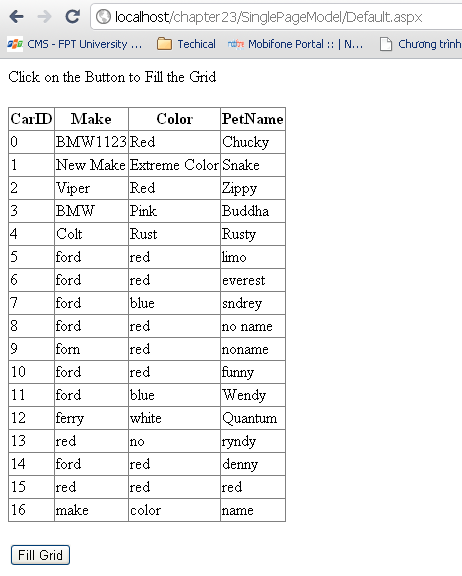 localhost/chapter23/SinglePageModel/Default.aspx
CMS - FPT University ... Techical Mobifone Portal :: | N... Chương trình
Click on the Button to Fill the Grid
CarID Make Color PetName
0 BMW1123 Red Chucky
1 New Make Extreme Color Snake
2 Viper Red Zippy
3 BMW Pink Buddha
4 Colt Rust Rusty
5 ford red limo
6 ford red everest
7 ford blue sndrey
8 ford red no name
9 forn red noname
10 ford red funny
11 ford blue Wendy
12 ferry white Quantum
13 red no ryndy
14 ford red denny
15 red red red
16 make color name
Fill Grid